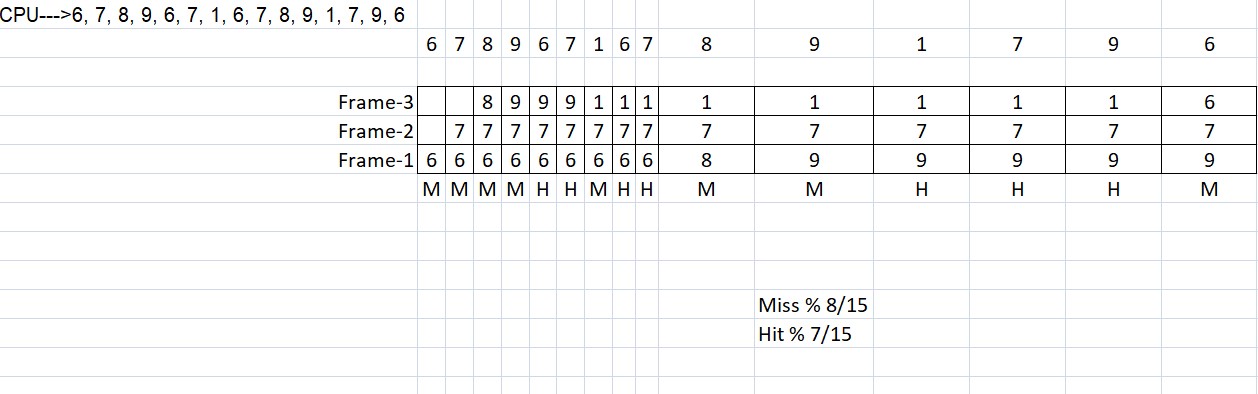 CPU--->6, 7, 8, 9, 6, 7, 1, 6, 7, 8, 9, 1, 7, 9, 6
6 7 8 9 6 7 1 6 7 8 9 1 7 9 6
Frame-3 8 9 9 9 1 1 1 1 1 1 1 1 6
Frame-2 7 7 7 7 7 7 7 7 7 7 7 7 7 7
Frame-1 6 6 6 6 6 6 6 6 6 8 9 9 9 9 9
M M M M H H M H H M M H H H M
Miss % 8/15
Hit % 7/15